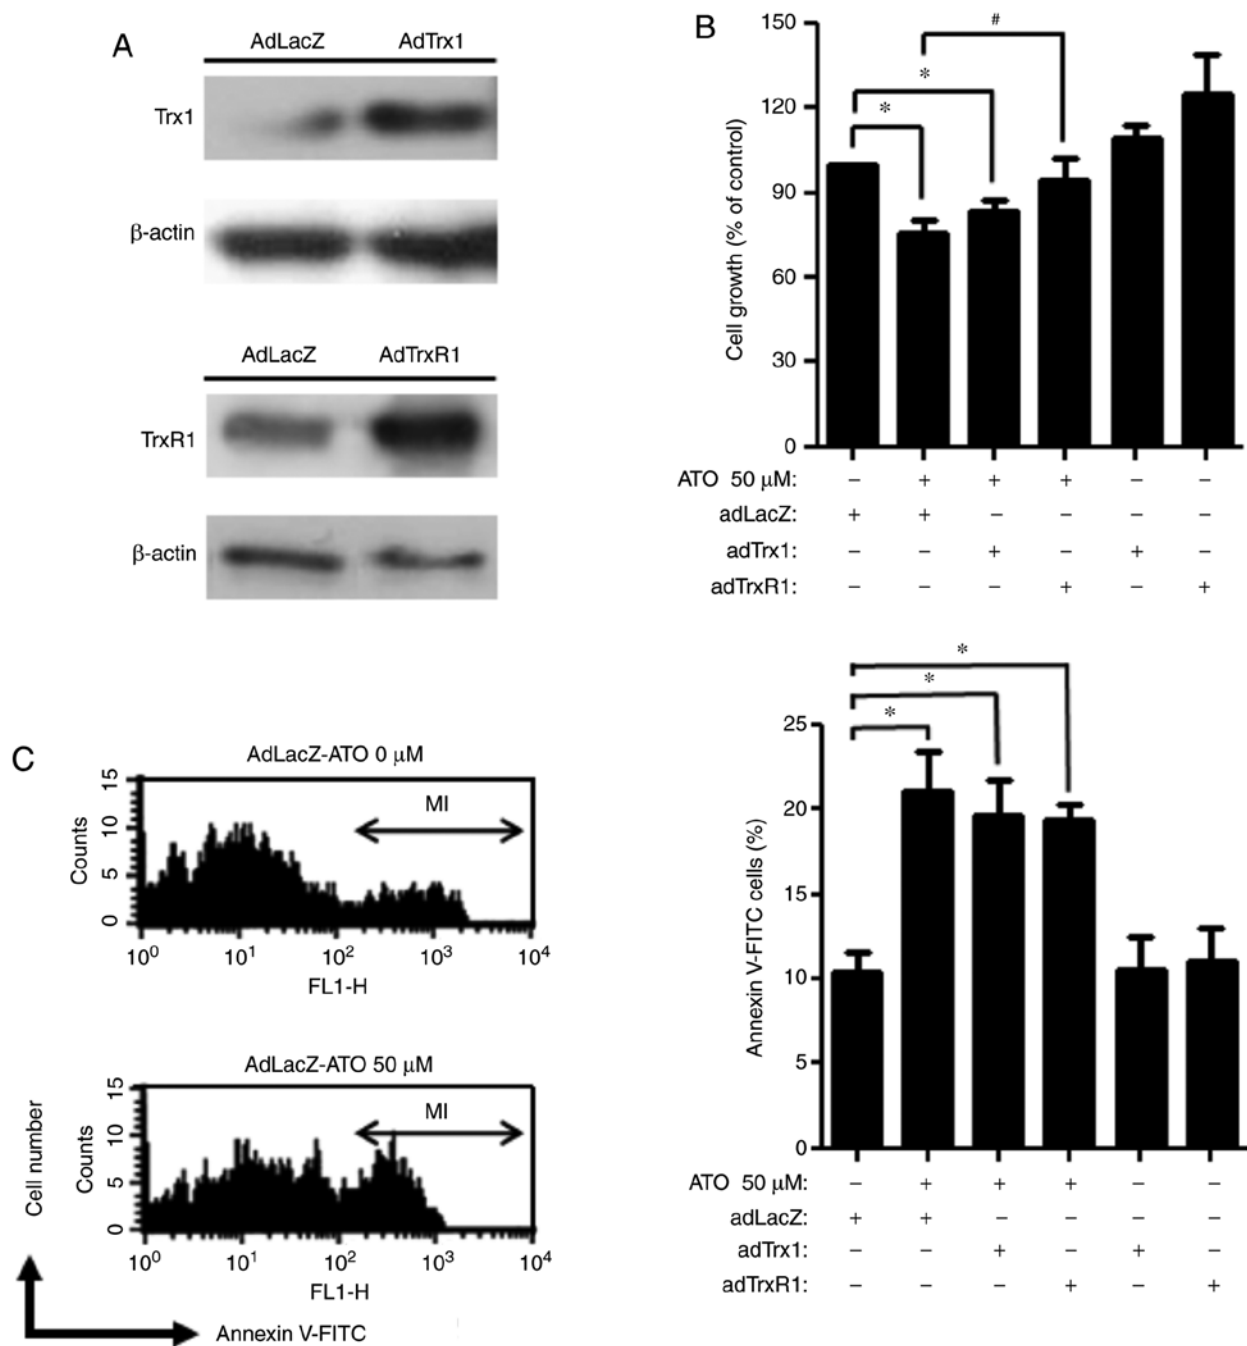 A
AdLacZ AdTrx1
Trx1
β-actin
AdLacZ AdTrxR1
TrxR1
β-actin
B
Cell growth (% of control)
150
120
90
60
30
0
*
*
#
ATO 50 μM: – + + + – –
adLacZ: + + – – – –
adTrx1: – – + – + –
adTrxR1: – – – + – +
C
AdLacZ-ATO 0 μM
MI
Counts
15
10
5
0
10⁰ 10¹ 10² 10³ 10⁴
FL1-H
AdLacZ-ATO 50 μM
MI
Cell number
Counts
15
10
5
0
10⁰ 10¹ 10² 10³ 10⁴
FL1-H
Annexin V-FITC
Annexin V-FITC cells (%)
25
20
15
10
5
0
*
*
*
ATO 50 μM: – + + + – –
adLacZ: + + – – – –
adTrx1: – – + – + –
adTrxR1: – – – + – +